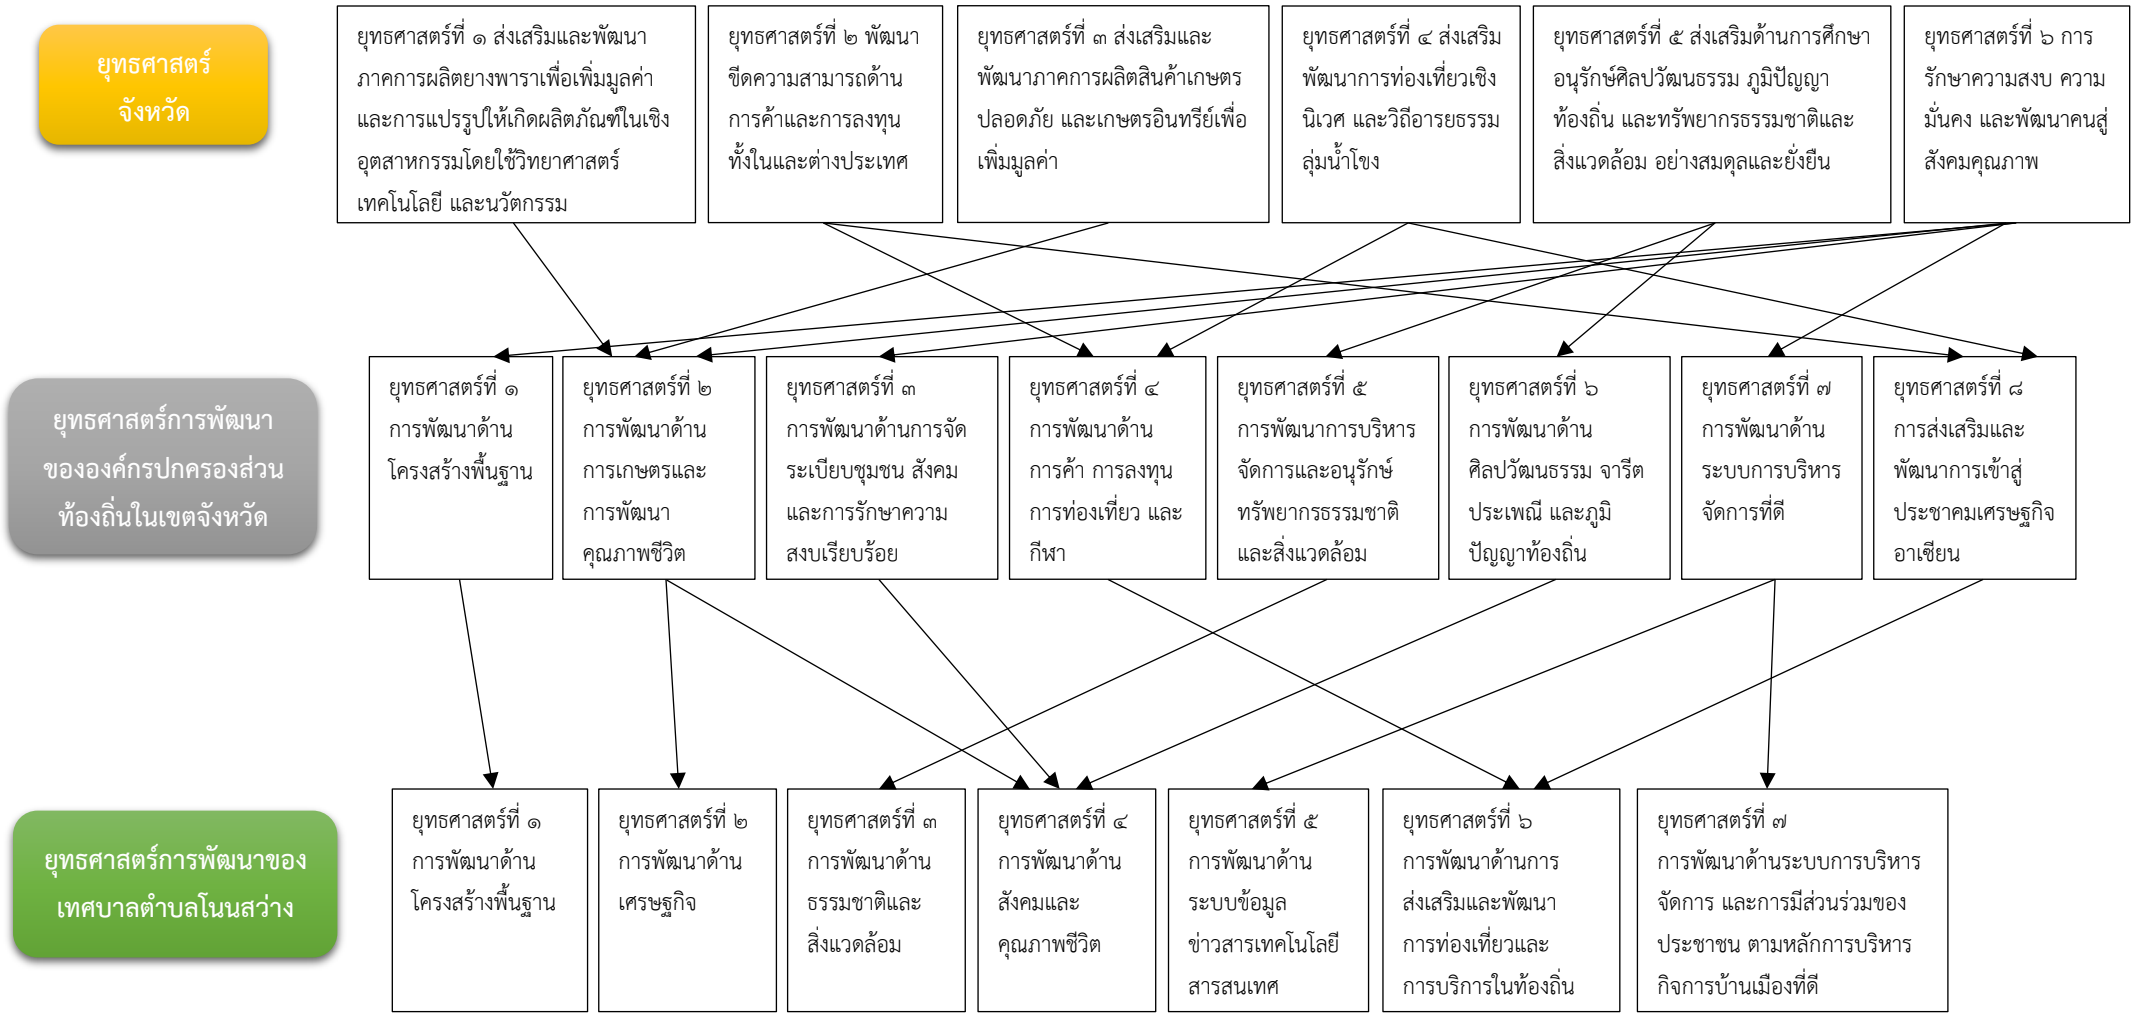 ยุทธศาสตร์
จังหวัด
ยุทธศาสตร์ที่ ๑ ส่งเสริมและพัฒนา
ภาคการผลิตยางพาราเพื่อเพิ่มมูลค่า
และการแปรรูปให้เกิดผลิตภัณฑ์ในเชิง
อุตสาหกรรมโดยใช้วิทยาศาสตร์
เทคโนโลยี และนวัตกรรม
ยุทธศาสตร์ที่ ๒ พัฒนา
ขีดความสามารถด้าน
การค้าและการลงทุน
ทั้งในและต่างประเทศ
ยุทธศาสตร์ที่ ๓ ส่งเสริมและ
พัฒนาภาคการผลิตสินค้าเกษตร
ปลอดภัย และเกษตรอินทรีย์เพื่อ
เพิ่มมูลค่า
ยุทธศาสตร์ที่ ๔ ส่งเสริม
พัฒนาการท่องเที่ยวเชิง
นิเวศ และวิถีอารยธรรม
ลุ่มน้ำโขง
ยุทธศาสตร์ที่ ๕ ส่งเสริมด้านการศึกษา
อนุรักษ์ศิลปวัฒนธรรม ภูมิปัญญา
ท้องถิ่น และทรัพยากรธรรมชาติและ
สิ่งแวดล้อม อย่างสมดุลและยั่งยืน
ยุทธศาสตร์ที่ ๖ การ
รักษาความสงบ ความ
มั่นคง และพัฒนาคนสู่
สังคมคุณภาพ
ยุทธศาสตร์การพัฒนา
ขององค์กรปกครองส่วน
ท้องถิ่นในเขตจังหวัด
ยุทธศาสตร์ที่ ๑
การพัฒนาด้าน
โครงสร้างพื้นฐาน
ยุทธศาสตร์ที่ ๒
การพัฒนาด้าน
การเกษตรและ
การพัฒนา
คุณภาพชีวิต
ยุทธศาสตร์ที่ ๓
การพัฒนาด้านการจัด
ระเบียบชุมชน สังคม
และการรักษาความ
สงบเรียบร้อย
ยุทธศาสตร์ที่ ๔
การพัฒนาด้าน
การค้า การลงทุน
การท่องเที่ยว และ
กีฬา
ยุทธศาสตร์ที่ ๕
การพัฒนาการบริหาร
จัดการและอนุรักษ์
ทรัพยากรธรรมชาติ
และสิ่งแวดล้อม
ยุทธศาสตร์ที่ ๖
การพัฒนาด้าน
ศิลปวัฒนธรรม จารีต
ประเพณี และภูมิ
ปัญญาท้องถิ่น
ยุทธศาสตร์ที่ ๗
การพัฒนาด้าน
ระบบการบริหาร
จัดการที่ดี
ยุทธศาสตร์ที่ ๘
การส่งเสริมและ
พัฒนาการเข้าสู่
ประชาคมเศรษฐกิจ
อาเซียน
ยุทธศาสตร์การพัฒนาของ
เทศบาลตำบลโนนสว่าง
ยุทธศาสตร์ที่ ๑
การพัฒนาด้าน
โครงสร้างพื้นฐาน
ยุทธศาสตร์ที่ ๒
การพัฒนาด้าน
เศรษฐกิจ
ยุทธศาสตร์ที่ ๓
การพัฒนาด้าน
ธรรมชาติและ
สิ่งแวดล้อม
ยุทธศาสตร์ที่ ๔
การพัฒนาด้าน
สังคมและ
คุณภาพชีวิต
ยุทธศาสตร์ที่ ๕
การพัฒนาด้าน
ระบบข้อมูล
ข่าวสารเทคโนโลยี
สารสนเทศ
ยุทธศาสตร์ที่ ๖
การพัฒนาด้านการ
ส่งเสริมและพัฒนา
การท่องเที่ยวและ
การบริการในท้องถิ่น
ยุทธศาสตร์ที่ ๗
การพัฒนาด้านระบบการบริหาร
จัดการ และการมีส่วนร่วมของ
ประชาชน ตามหลักการบริหาร
กิจการบ้านเมืองที่ดี